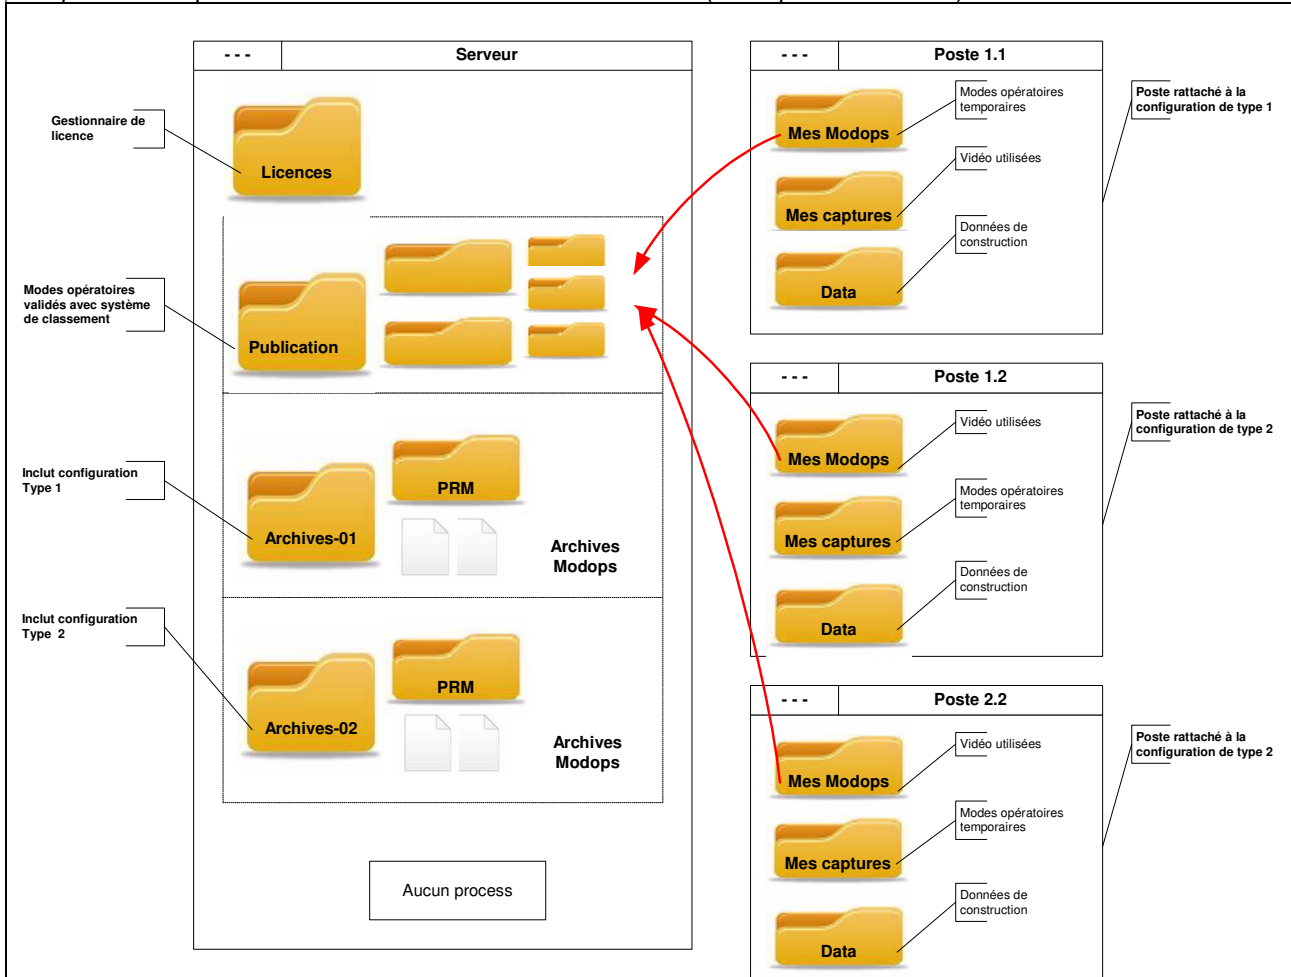 - - -
Serveur
Gestionnaire de
licence
Licences
Modes opératoires
validés avec système
de classement
Publication
Inclut configuration
Type 1
Archives-01
PRM
Archives
Modops
Inclut configuration
Type  2
Archives-02
PRM
Archives
Modops
Aucun process
- - -
Poste 1.1
Mes Modops
Modes opératoires
temporaires
Mes captures
Vidéo utilisées
Data
Données de
construction
Poste rattaché à la
configuration de type 1
- - -
Poste 1.2
Mes Modops
Vidéo utilisées
Mes captures
Modes opératoires
temporaires
Data
Données de
construction
Poste rattaché à la
configuration de type 2
- - -
Poste 2.2
Mes Modops
Vidéo utilisées
Mes captures
Modes opératoires
temporaires
Data
Données de
construction
Poste rattaché à la
configuration de type 2